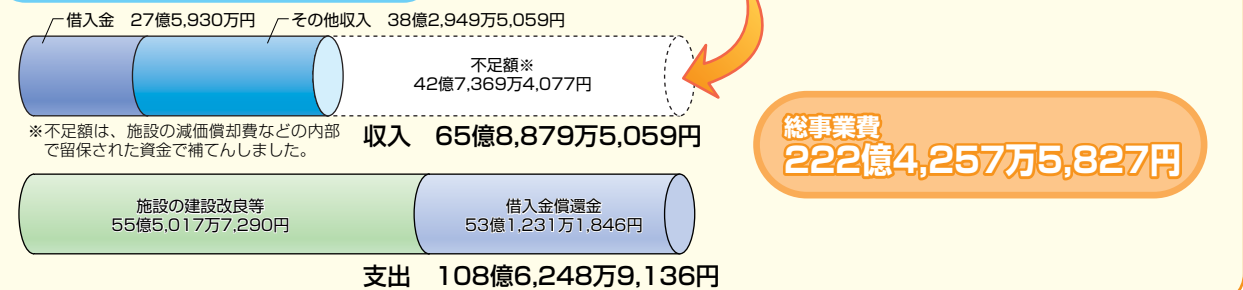 借入金 27億5,930万円
その他収入 38億2,949万5,059円
不足額※
42億7,369万4,077円
※不足額は、施設の減価償却費などの内部
で留保された資金で補てんしました。
収入 65億8,879万5,059円
総事業費
222億4,257万5,827円
施設の建設改良等
55億5,017万7,290円
借入金償還金
53億1,231万1,846円
支出 108億6,248万9,136円